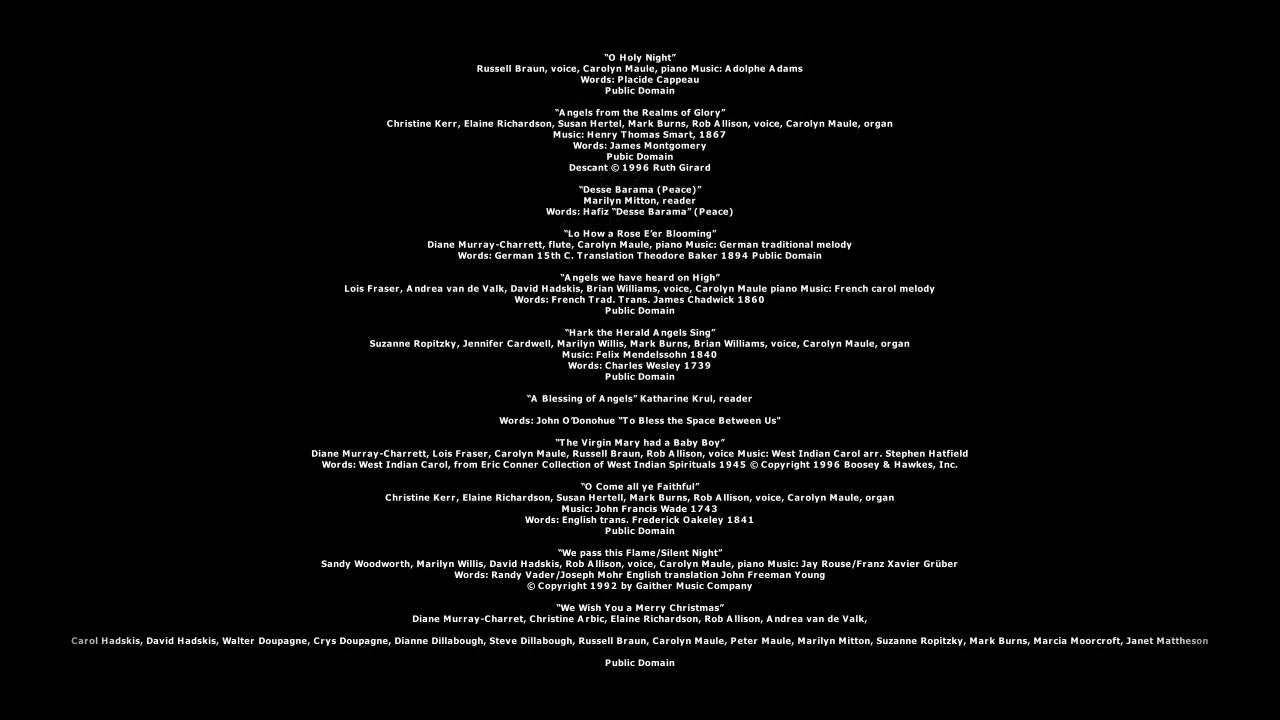 “O Holy Night”
Russell Braun, voice, Carolyn Maule, piano Music: Adolphe Adams
Words: Placide Cappeau
Public Domain
“Angels from the Realms of Glory”
Christine Kerr, Elaine Richardson, Susan Hertel, Mark Burns, Rob Allison, voice, Carolyn Maule, organ
Music: Henry Thomas Smart, 1867
Words: James Montgomery
Pubic Domain
Descant © 1996 Ruth Girard
“Desse Barama (Peace)”
Marilyn Mitton, reader
Words: Hafiz “Desse Barama” (Peace)
“Lo How a Rose E’er Blooming”
Diane Murray-Charrett, flute, Carolyn Maule, piano Music: German traditional melody
Words: German 15th C. Translation Theodore Baker 1894 Public Domain
“Angels we have heard on High”
Lois Fraser, Andrea van de Valk, David Hadskis, Brian Williams, voice, Carolyn Maule piano Music: French carol melody
Words: French Trad. Trans. James Chadwick 1860
Public Domain
“Hark the Herald Angels Sing”
Suzanne Ropitzky, Jennifer Cardwell, Marilyn Willis, Mark Burns, Brian Williams, voice, Carolyn Maule, organ
Music: Felix Mendelssohn 1840
Words: Charles Wesley 1739
Public Domain
“A Blessing of Angels” Katharine Krul, reader
Words: John O’Donohue “To Bless the Space Between Us"
“The Virgin Mary had a Baby Boy”
Diane Murray-Charrett, Lois Fraser, Carolyn Maule, Russell Braun, Rob Allison, voice Music: West Indian Carol arr. Stephen Hatfield
Words: West Indian Carol, from Eric Conner Collection of West Indian Spirituals 1945 © Copyright 1996 Boosey & Hawkes, Inc.
“O Come all ye Faithful”
Christine Kerr, Elaine Richardson, Susan Hertell, Mark Burns, Rob Allison, voice, Carolyn Maule, organ
Music: John Francis Wade 1743
Words: English trans. Frederick Oakeley 1841
Public Domain
“We pass this Flame/Silent Night”
Sandy Woodworth, Marilyn Willis, David Hadskis, Rob Allison, voice, Carolyn Maule, piano Music: Jay Rouse/Franz Xavier Grüber
Words: Randy Vader/Joseph Mohr English translation John Freeman Young
© Copyright 1992 by Gaither Music Company
“We Wish You a Merry Christmas”
Diane Murray-Charret, Christine Arbic, Elaine Richardson, Rob Allison, Andrea van de Valk,
Carol Hadskis, David Hadskis, Walter Doupagne, Crys Doupagne, Dianne Dillabough, Steve Dillabough, Russell Braun, Carolyn Maule, Peter Maule, Marilyn Mitton, Suzanne Ropitzky, Mark Burns, Marcia Moorcroft, Janet Mattheson
Public Domain